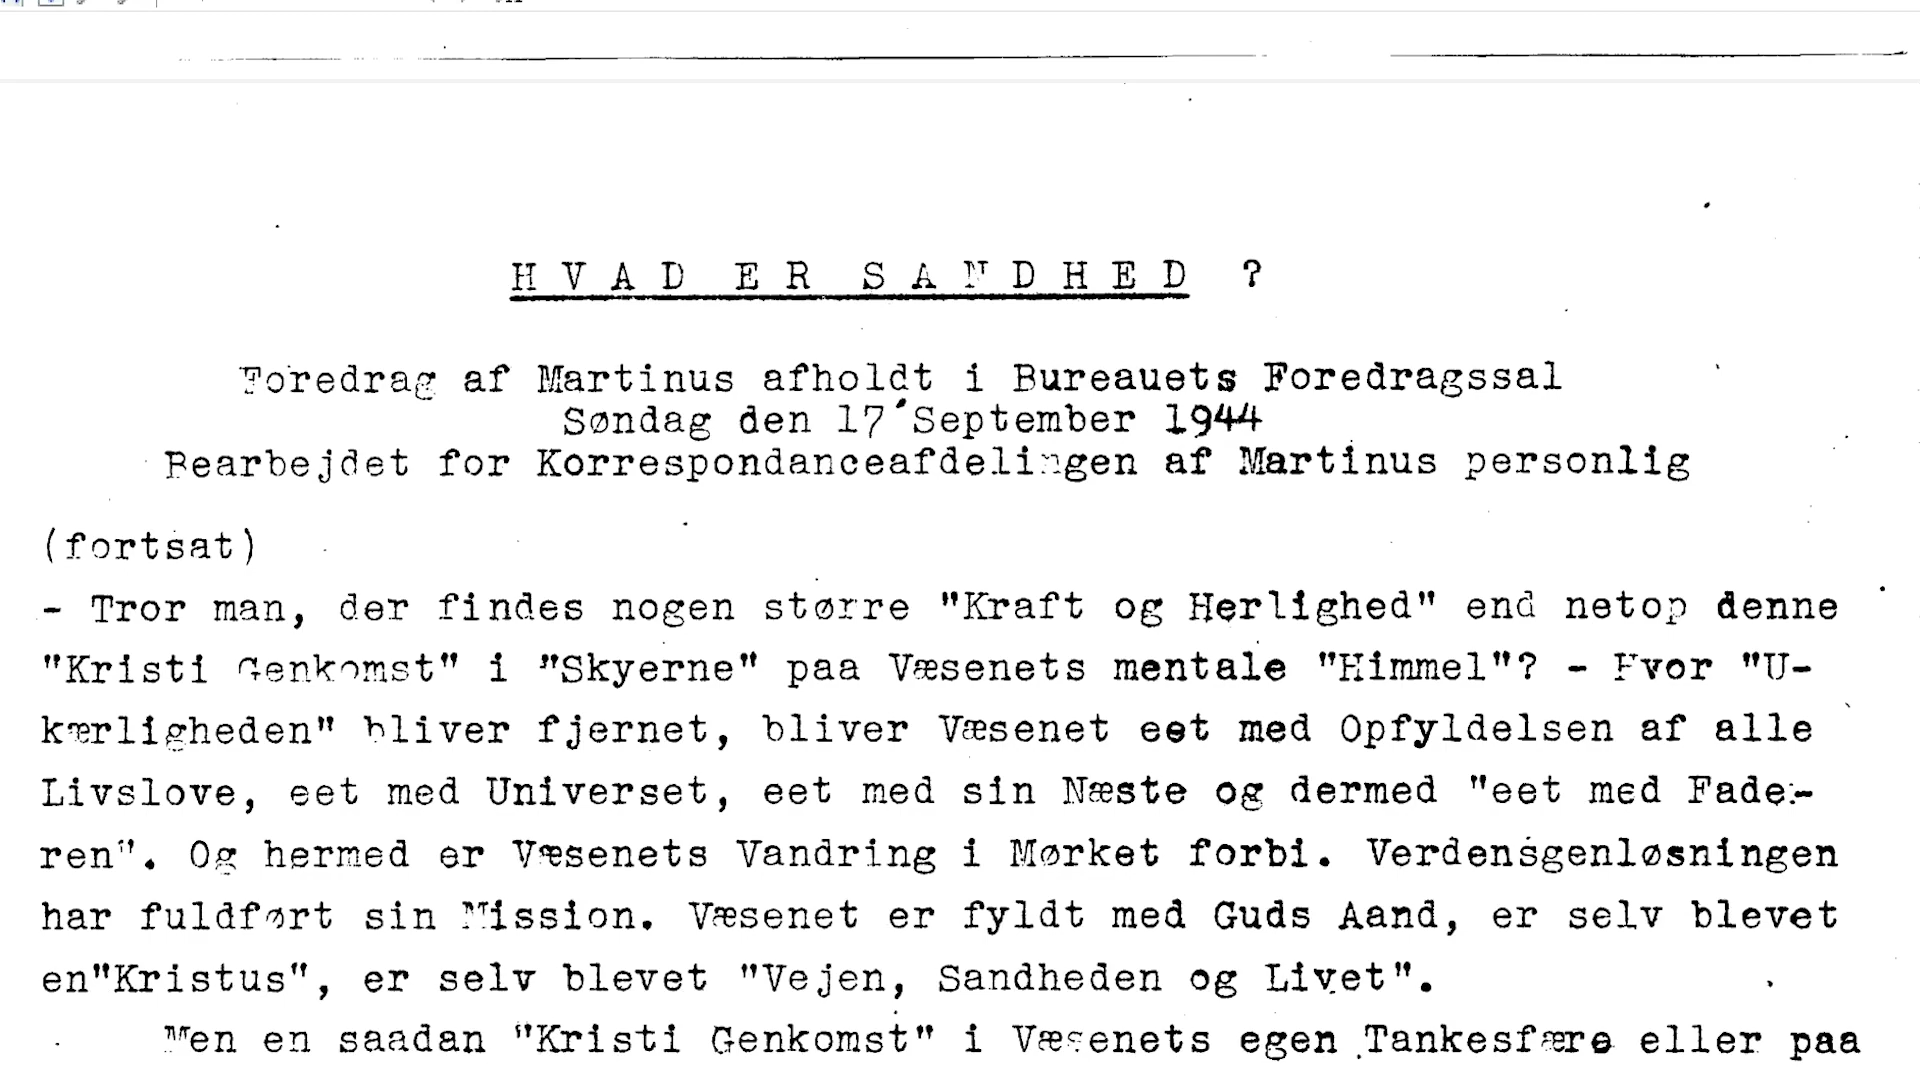 HVAD ER SANDHED ?
Foredrag af Martinus afholdt i Bureauets Foredragssal
Søndag den 17 September 1944
Bearbejdet for Korrespondanceafdelingen af Martinus personlig
(fortsat)
- Tror man, der findes nogen større "Kraft og Herlighed" end netop denne
"Kristi Genkomst" i "Skyerne" paa Væsenets mentale "Himmel"? - Hvor "U-
kærligheden" bliver fjernet, bliver Væsenet eet med Opfyldelsen af alle
Livslove, eet med Universet, eet med sin Næste og dermed "eet med Fade-
ren". Og hermed er Væsenets Vandring i Mørket forbi. Verdensgenløsningen
har fuldført sin Mission. Væsenet er fyldt med Guds Aand, er selv blevet
en"Kristus", er selv blevet "Vejen, Sandheden og Livet".
Men en saadan "Kristi Genkomst" i Væsenets egen Tankesfære eller paa